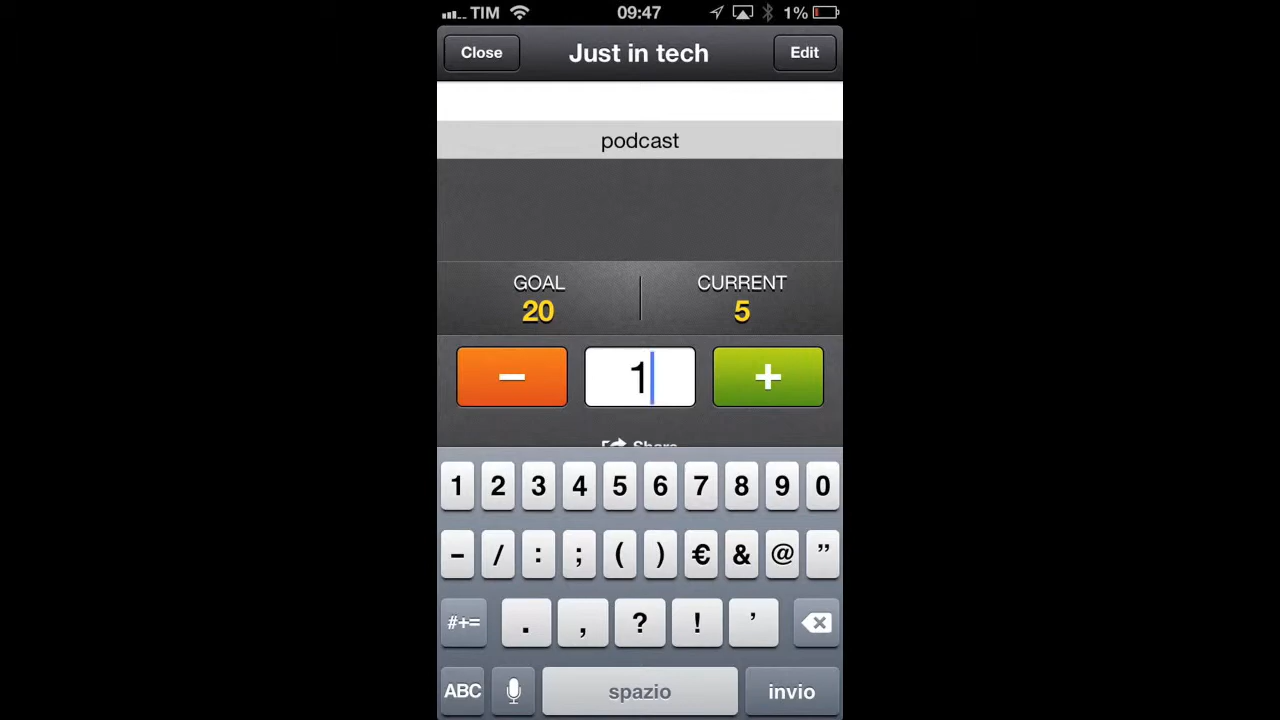 TIM 09:47 1%
Close Just in tech Edit
podcast
GOAL CURRENT
20 5
− 1 +
Share
1 2 3 4 5 6 7 8 9 0
- / : ; ( ) € & @ ”
#+= . , ? ! ’
ABC spazio invio